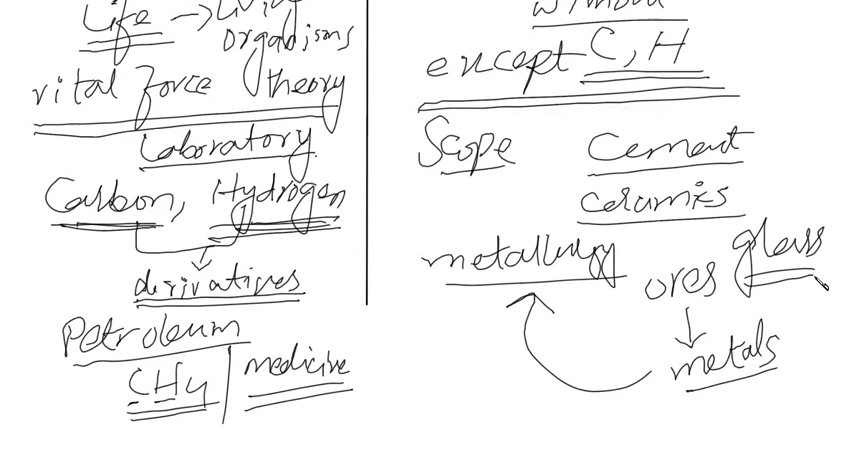 Life → Living
organisms
vital force theory
Laboratory
Carbon, Hydrogen
derivatives
Petroleum
CH4 | medicine
without
except C, H
Scope Cement
ceramics
metallurgy ores glass
metals